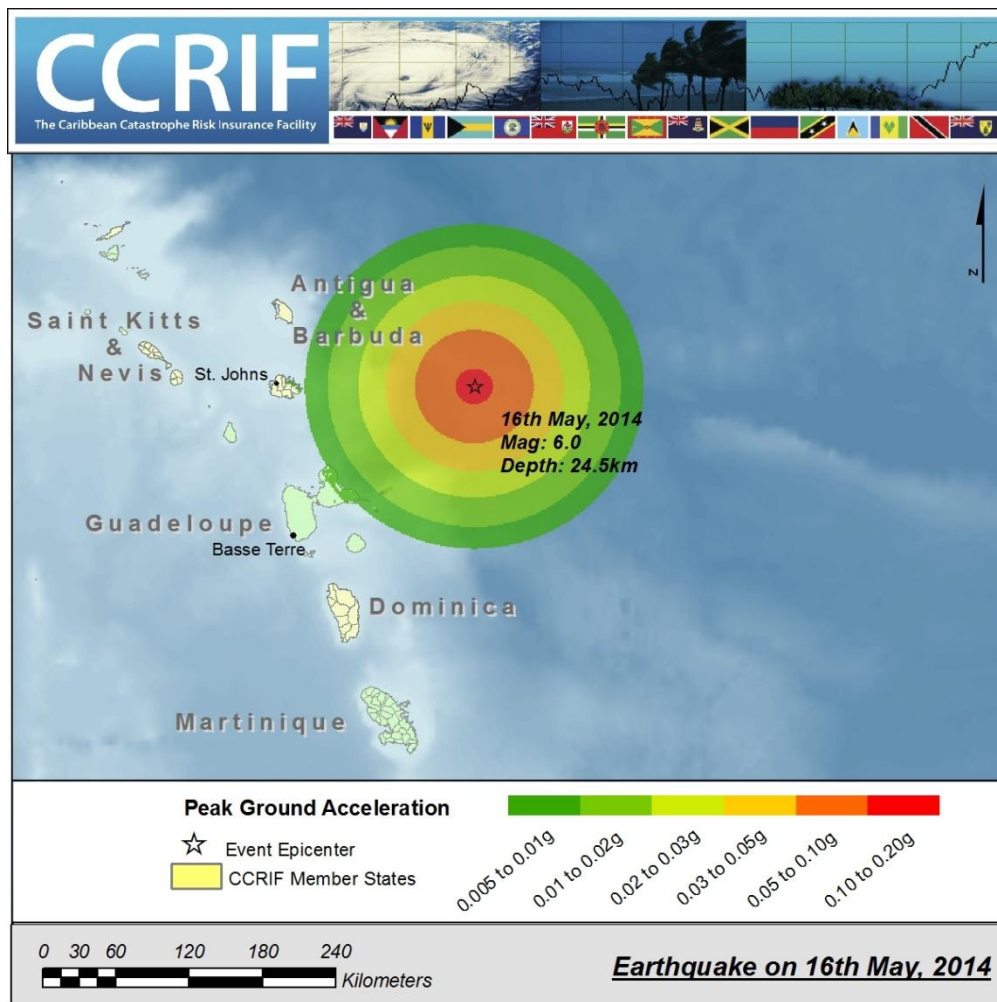 CCRIF
The Caribbean Catastrophe Risk Insurance Facility
N
Antigua
&
Barbuda
Saint Kitts
&
Nevis
St. Johns
16th May, 2014
Mag: 6.0
Depth: 24.5km
Guadeloupe
Basse Terre
Dominica
Martinique
Peak Ground Acceleration
Event Epicenter
CCRIF Member States
0.005 to 0.01g
0.01 to 0.02g
0.02 to 0.03g
0.03 to 0.05g
0.05 to 0.10g
0.10 to 0.20g
0 30 60 120 180 240
Kilometers
Earthquake on 16th May, 2014